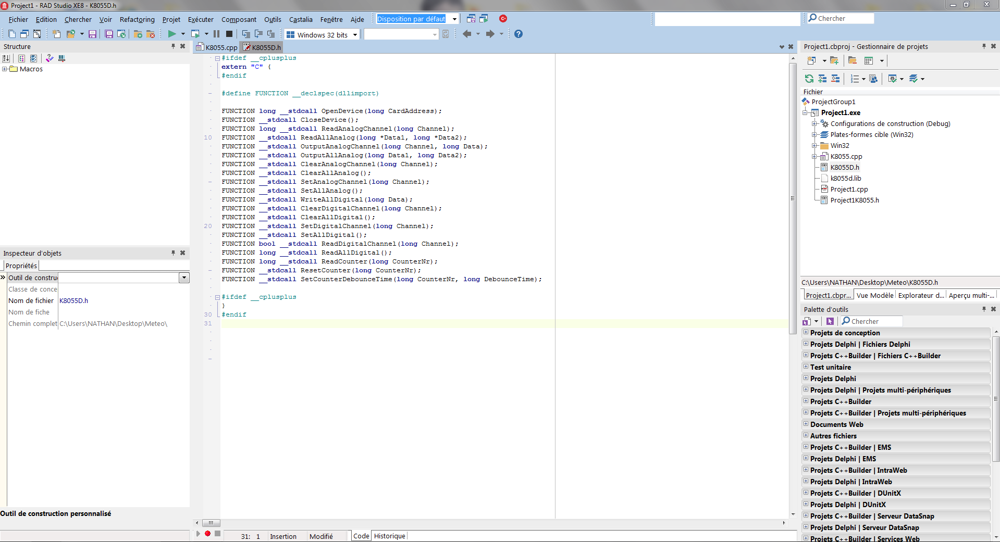 Project1 - RAD Studio XE8 - K8055D.h
Fichier Edition Chercher Voir Refactoring Projet Exécuter Composant Outils Castalia Fenêtre Aide Disposition par défaut Chercher
Windows 32 bits
Structure
Macros
Inspecteur d'objets
Propriétés
Outil de constru
Classe de conce
Nom de fichier K8055D.h
Nom de fiche
Chemin complet C:\Users\NATHAN\Desktop\Meteo\
Outil de construction personnalisé
K8055.cpp K8055D.h
#ifdef __cplusplus
extern "C" {
#endif
#define FUNCTION __declspec(dllimport)
FUNCTION long __stdcall OpenDevice(long CardAddress);
FUNCTION __stdcall CloseDevice();
FUNCTION long __stdcall ReadAnalogChannel(long Channel);
10 FUNCTION __stdcall ReadAllAnalog(long *Data1, long *Data2);
FUNCTION __stdcall OutputAnalogChannel(long Channel, long Data);
FUNCTION __stdcall OutputAllAnalog(long Data1, long Data2);
FUNCTION __stdcall ClearAnalogChannel(long Channel);
FUNCTION __stdcall ClearAllAnalog();
FUNCTION __stdcall SetAnalogChannel(long Channel);
FUNCTION __stdcall SetAllAnalog();
FUNCTION __stdcall WriteAllDigital(long Data);
FUNCTION __stdcall ClearDigitalChannel(long Channel);
FUNCTION __stdcall ClearAllDigital();
20 FUNCTION __stdcall SetDigitalChannel(long Channel);
FUNCTION __stdcall SetAllDigital();
FUNCTION bool __stdcall ReadDigitalChannel(long Channel);
FUNCTION long __stdcall ReadAllDigital();
FUNCTION long __stdcall ReadCounter(long CounterNr);
FUNCTION __stdcall ResetCounter(long CounterNr);
FUNCTION __stdcall SetCounterDebounceTime(long CounterNr, long DebounceTime);
#ifdef __cplusplus
}
30 #endif
31
31: 1 Insertion Modifié Code Historique
Project1.cbproj - Gestionnaire de projets
Fichier
ProjectGroup1
Project1.exe
Configurations de construction (Debug)
Plates-formes cible (Win32)
Win32
K8055.cpp
K8055D.h
k8055d.lib
Project1.cpp
Project1K8055.h
C:\Users\NATHAN\Desktop\Meteo\K8055D.h
Project1.cbpr... Vue Modèle Explorateur d... Aperçu multi-...
Palette d'outils
Chercher
Projets de conception
Projets Delphi | Fichiers Delphi
Projets C++Builder | Fichiers C++Builder
Test unitaire
Projets Delphi
Projets Delphi | Projets multi-périphériques
Projets C++Builder
Projets C++Builder | Projets multi-périphériques
Documents Web
Autres fichiers
Projets C++Builder | EMS
Projets Delphi | EMS
Projets C++Builder | IntraWeb
Projets Delphi | IntraWeb
Projets C++Builder | DUnitX
Projets Delphi | DUnitX
Projets C++Builder | Serveur DataSnap
Projets Delphi | Serveur DataSnap
Projets C++Builder | Services Web